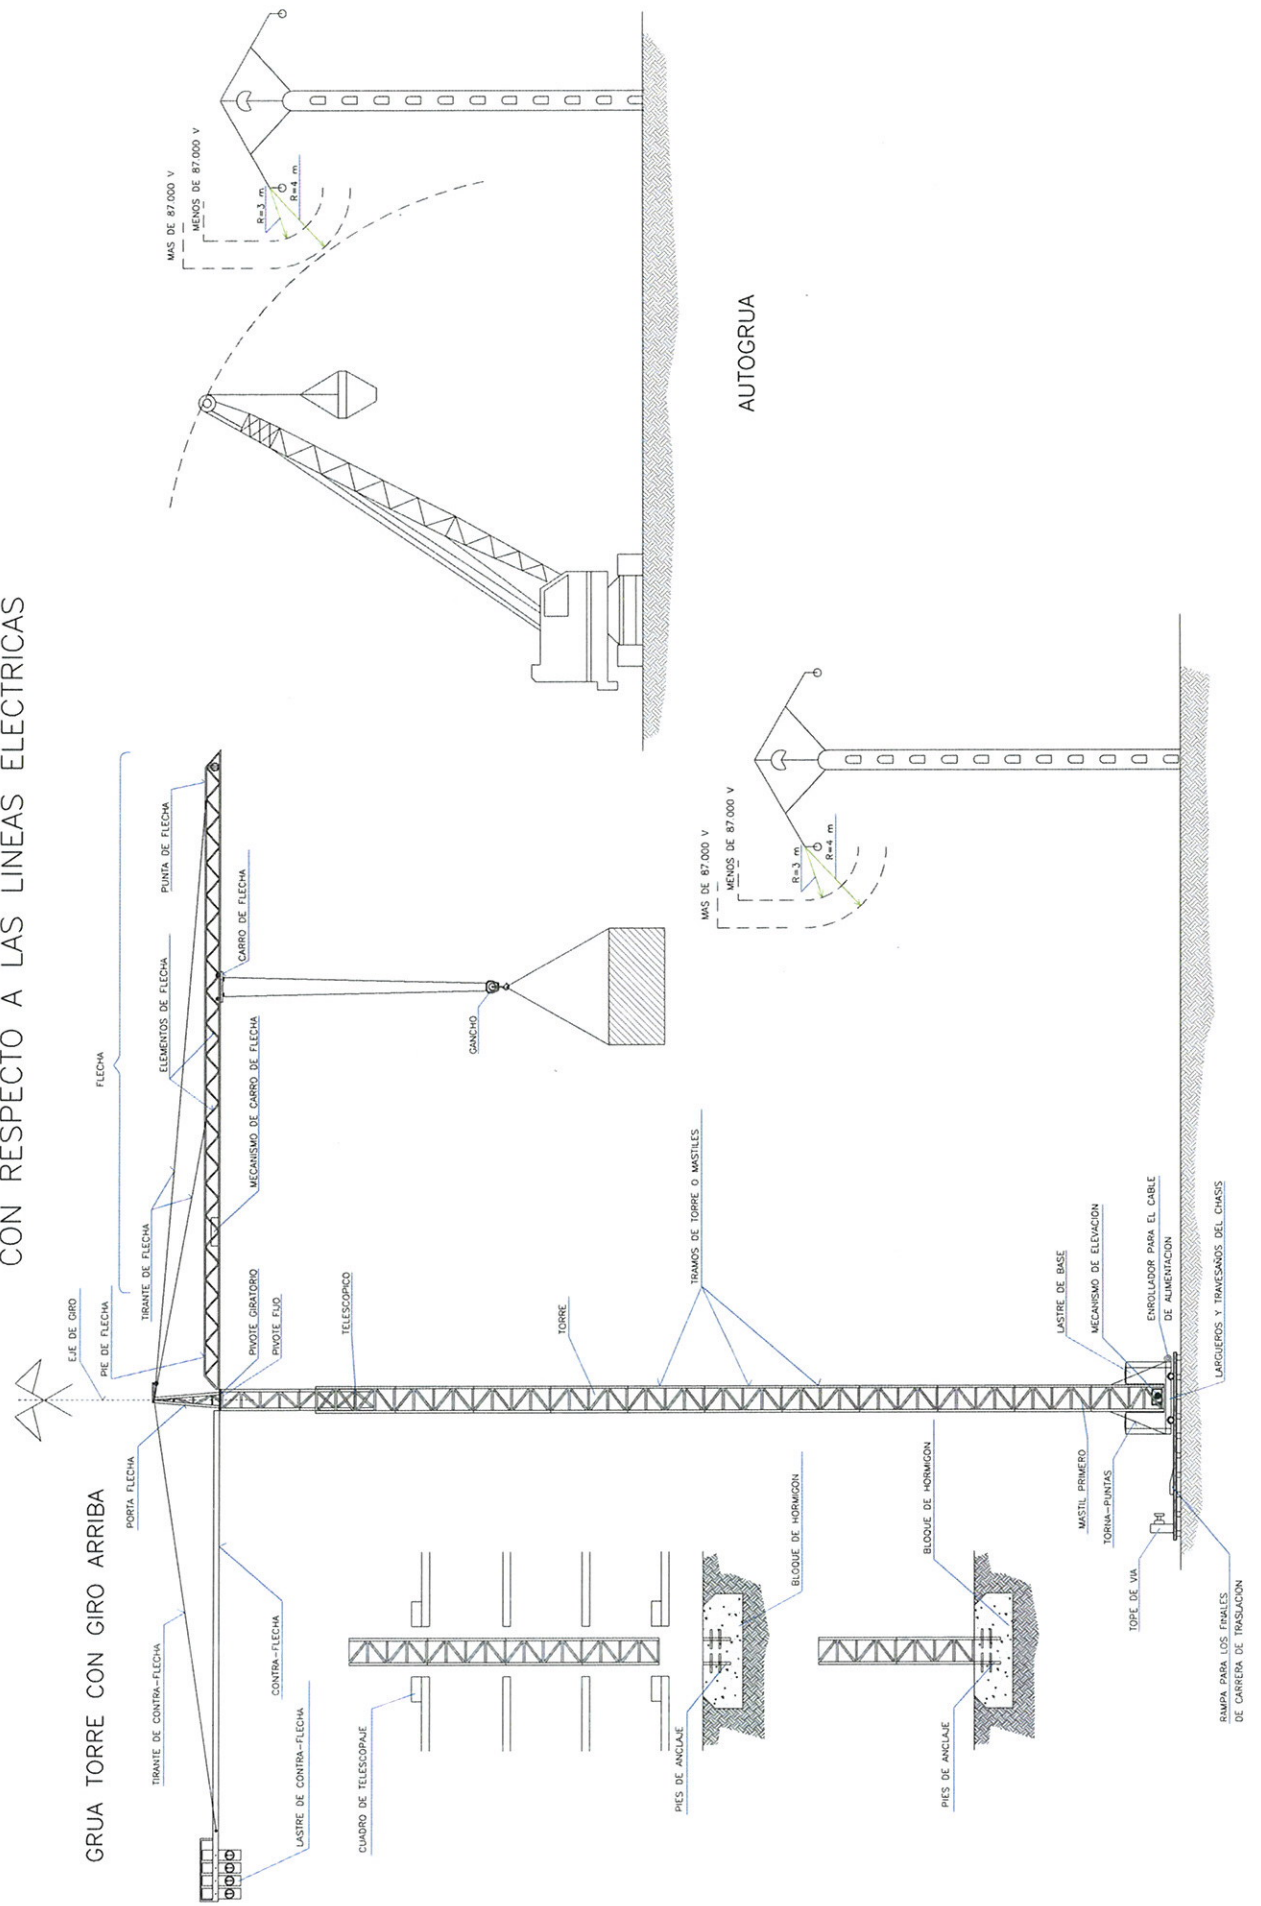 CON RESPECTO A LAS LINEAS ELECTRICAS
GRUA TORRE CON GIRO ARRIBA
EJE DE GIRO
PIE DE FLECHA
FLECHA
PORTA FLECHA
TIRANTE DE FLECHA
ELEMENTOS DE FLECHA
PUNTA DE FLECHA
TIRANTE DE CONTRA-FLECHA
CONTRA-FLECHA
LASTRE DE CONTRA-FLECHA
PIVOTE GIRATORIO
PIVOTE FIJO
MECANISMO DE CARRO DE FLECHA
CARRO DE FLECHA
TELESCOPICO
CUADRO DE TELESCOPAJE
GANCHO
TORRE
TRAMOS DE TORRE O MASTILES
BLOQUE DE HORMIGON
PIES DE ANCLAJE
BLOQUE DE HORMIGON
PIES DE ANCLAJE
LASTRE DE BASE
MECANISMO DE ELEVACION
ENROLLADOR PARA EL CABLE
DE ALIMENTACION
LARGUEROS Y TRAVESAÑOS DEL CHASIS
MASTIL PRIMERO
TORNA-PUNTAS
TOPE DE VIA
RAMPA PARA LOS FINALES
DE CARRERA DE TRASLACION
MAS DE 87.000 V
MENOS DE 87.000 V
R=3 m
R=4 m
MAS DE 87.000 V
MENOS DE 87.000 V
R=3 m
R=4 m
AUTOGRUA